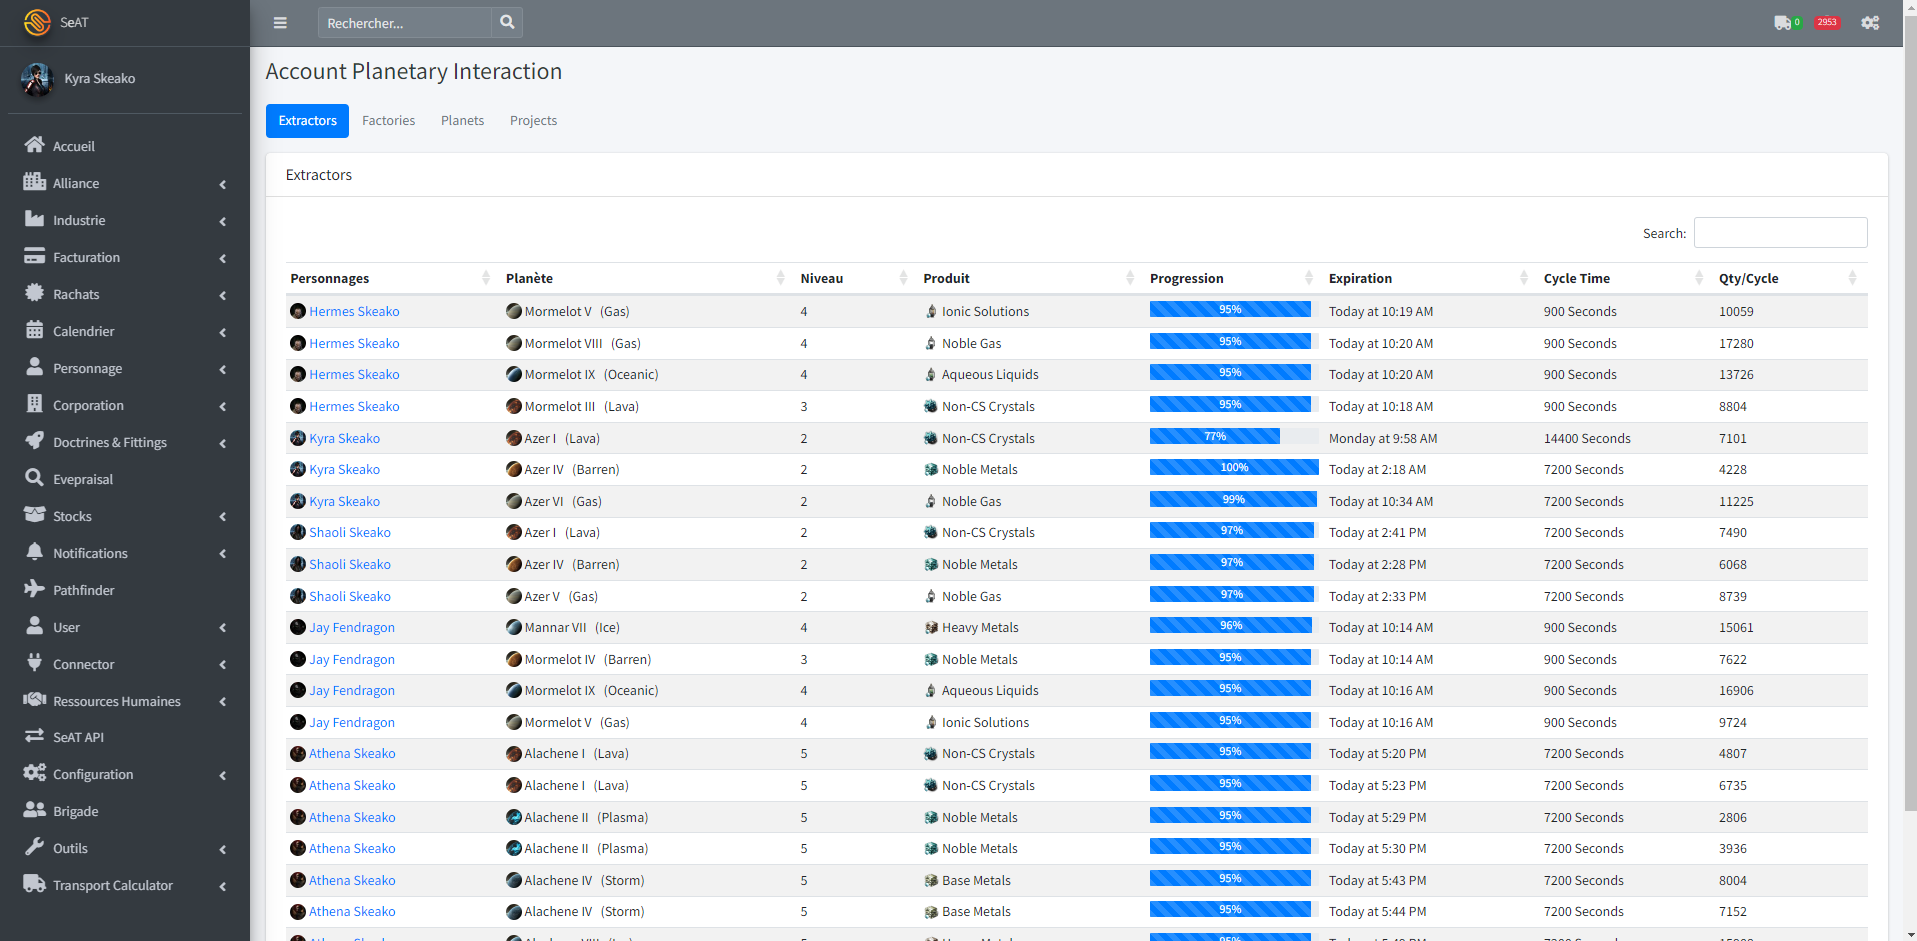 SeAT
Rechercher...
0
2953
Kyra Skeako
Accueil
Alliance
Industrie
Facturation
Rachats
Calendrier
Personnage
Corporation
Doctrines & Fittings
Evepraisal
Stocks
Notifications
Pathfinder
User
Connector
Ressources Humaines
SeAT API
Configuration
Brigade
Outils
Transport Calculator
Account Planetary Interaction
Extractors Factories Planets Projects
Extractors
Search:
Personnages Planète Niveau Produit Progression Expiration Cycle Time Qty/Cycle
Hermes Skeako Mormelot V (Gas) 4 Ionic Solutions 95% Today at 10:19 AM 900 Seconds 10059
Hermes Skeako Mormelot VIII (Gas) 4 Noble Gas 95% Today at 10:20 AM 900 Seconds 17280
Hermes Skeako Mormelot IX (Oceanic) 4 Aqueous Liquids 95% Today at 10:20 AM 900 Seconds 13726
Hermes Skeako Mormelot III (Lava) 3 Non-CS Crystals 95% Today at 10:18 AM 900 Seconds 8804
Kyra Skeako Azer I (Lava) 2 Non-CS Crystals 77% Monday at 9:58 AM 14400 Seconds 7101
Kyra Skeako Azer IV (Barren) 2 Noble Metals 100% Today at 2:18 AM 7200 Seconds 4228
Kyra Skeako Azer VI (Gas) 2 Noble Gas 99% Today at 10:34 AM 7200 Seconds 11225
Shaoli Skeako Azer I (Lava) 2 Non-CS Crystals 97% Today at 2:41 PM 7200 Seconds 7490
Shaoli Skeako Azer IV (Barren) 2 Noble Metals 97% Today at 2:28 PM 7200 Seconds 6068
Shaoli Skeako Azer V (Gas) 2 Noble Gas 97% Today at 2:33 PM 7200 Seconds 8739
Jay Fendragon Mannar VII (Ice) 4 Heavy Metals 96% Today at 10:14 AM 900 Seconds 15061
Jay Fendragon Mormelot IV (Barren) 3 Noble Metals 95% Today at 10:14 AM 900 Seconds 7622
Jay Fendragon Mormelot IX (Oceanic) 4 Aqueous Liquids 95% Today at 10:16 AM 900 Seconds 16906
Jay Fendragon Mormelot V (Gas) 4 Ionic Solutions 95% Today at 10:16 AM 900 Seconds 9724
Athena Skeako Alachene I (Lava) 5 Non-CS Crystals 95% Today at 5:20 PM 7200 Seconds 4807
Athena Skeako Alachene I (Lava) 5 Non-CS Crystals 95% Today at 5:23 PM 7200 Seconds 6735
Athena Skeako Alachene II (Plasma) 5 Noble Metals 95% Today at 5:29 PM 7200 Seconds 2806
Athena Skeako Alachene II (Plasma) 5 Noble Metals 95% Today at 5:30 PM 7200 Seconds 3936
Athena Skeako Alachene IV (Storm) 5 Base Metals 95% Today at 5:43 PM 7200 Seconds 8004
Athena Skeako Alachene IV (Storm) 5 Base Metals 95% Today at 5:44 PM 7200 Seconds 7152